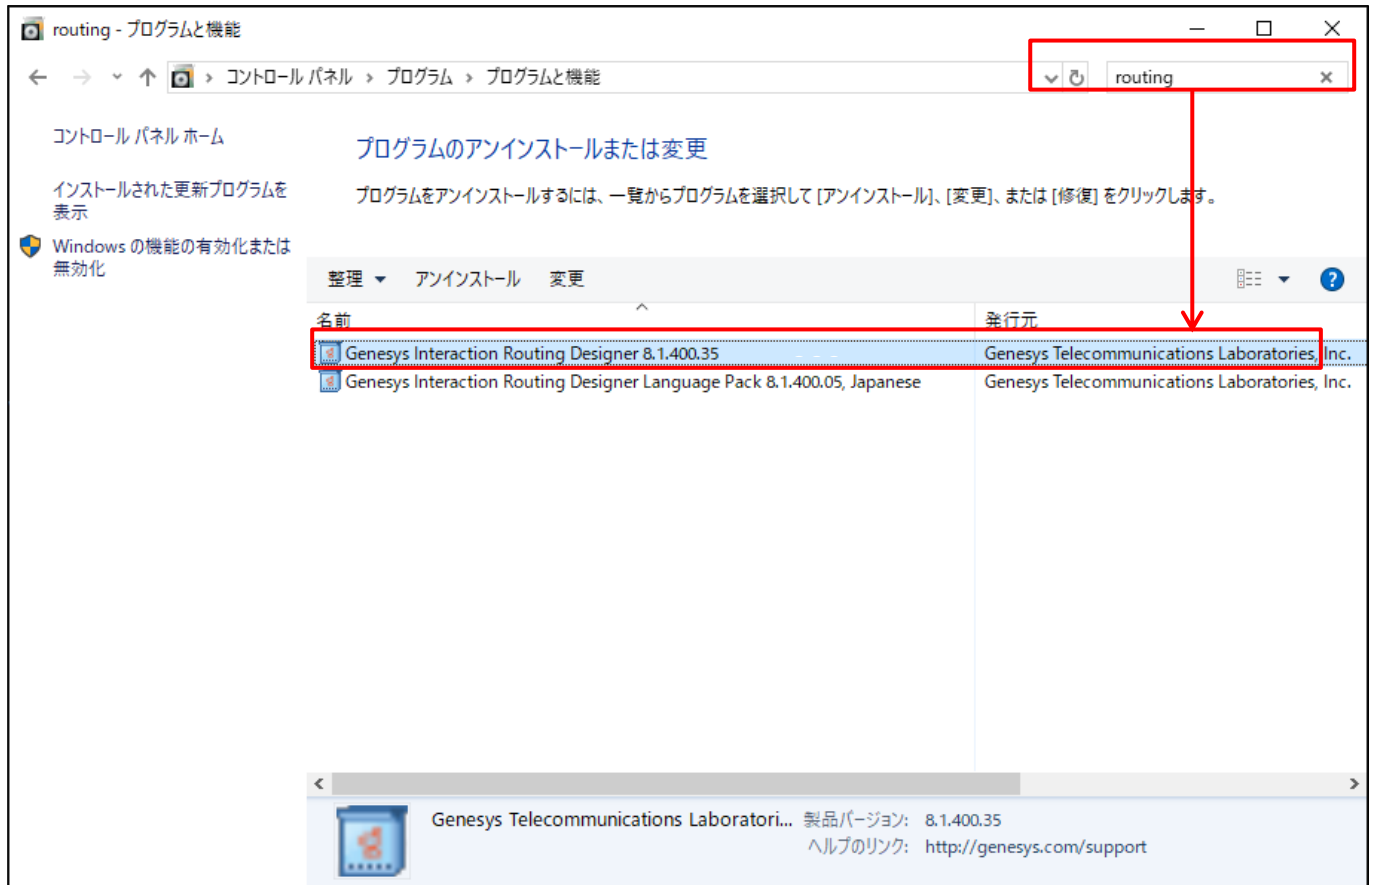 routing - プログラムと機能
コントロール パネル › プログラム › プログラムと機能
routing
コントロール パネル ホーム
インストールされた更新プログラムを
表示
Windows の機能の有効化または
無効化
プログラムのアンインストールまたは変更
プログラムをアンインストールするには、一覧からプログラムを選択して [アンインストール]、[変更]、または [修復] をクリックします。
整理 アンインストール 変更
名前 発行元
Genesys Interaction Routing Designer 8.1.400.35 Genesys Telecommunications Laboratories, Inc.
Genesys Interaction Routing Designer Language Pack 8.1.400.05, Japanese Genesys Telecommunications Laboratories, Inc.
Genesys Telecommunications Laboratori... 製品バージョン: 8.1.400.35
ヘルプのリンク: http://genesys.com/support